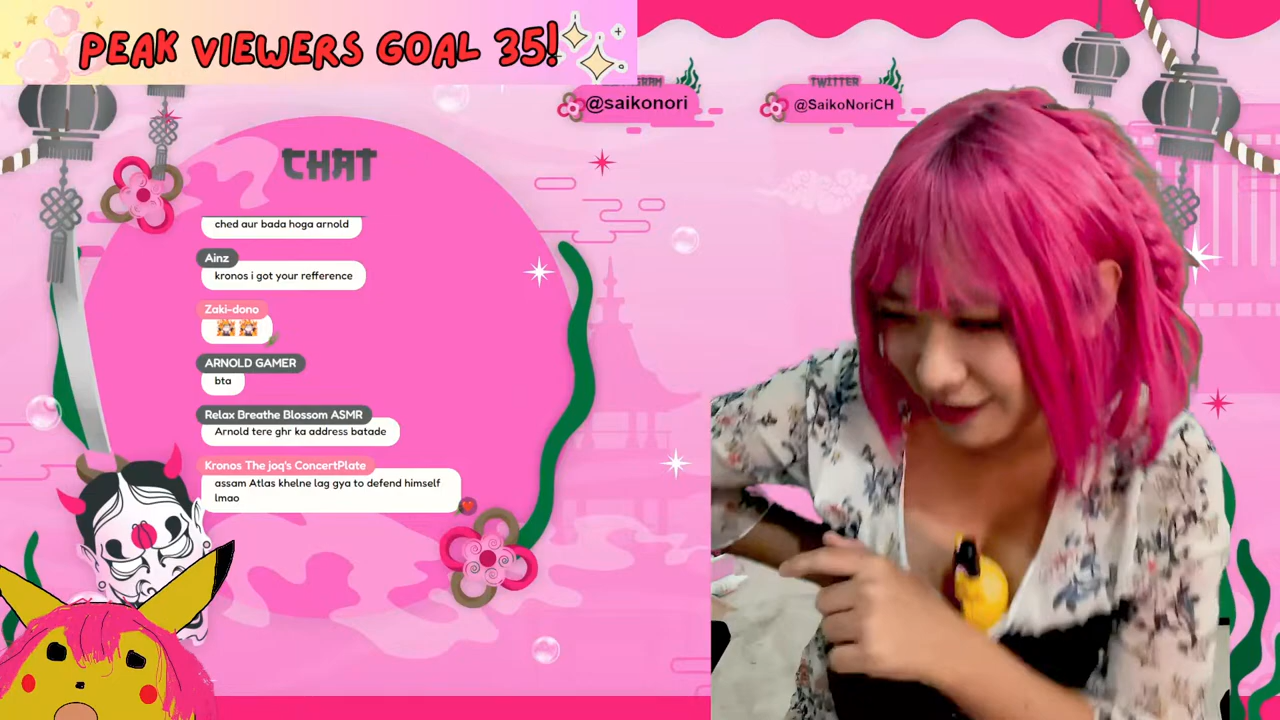 PEAK VIEWERS GOAL 35!
TWITTER
@saikonori
@SaikoNoriCH
CHAT
ched aur bada hoga arnold
Ainz
kronos i got your refference
Zaki-dono
ARNOLD GAMER
bta
Relax Breathe Blossom ASMR
Arnold tere ghr ka address batade
Kronos The joq's ConcertPlate
assam Atlas khelne lag gya to defend himself
lmao